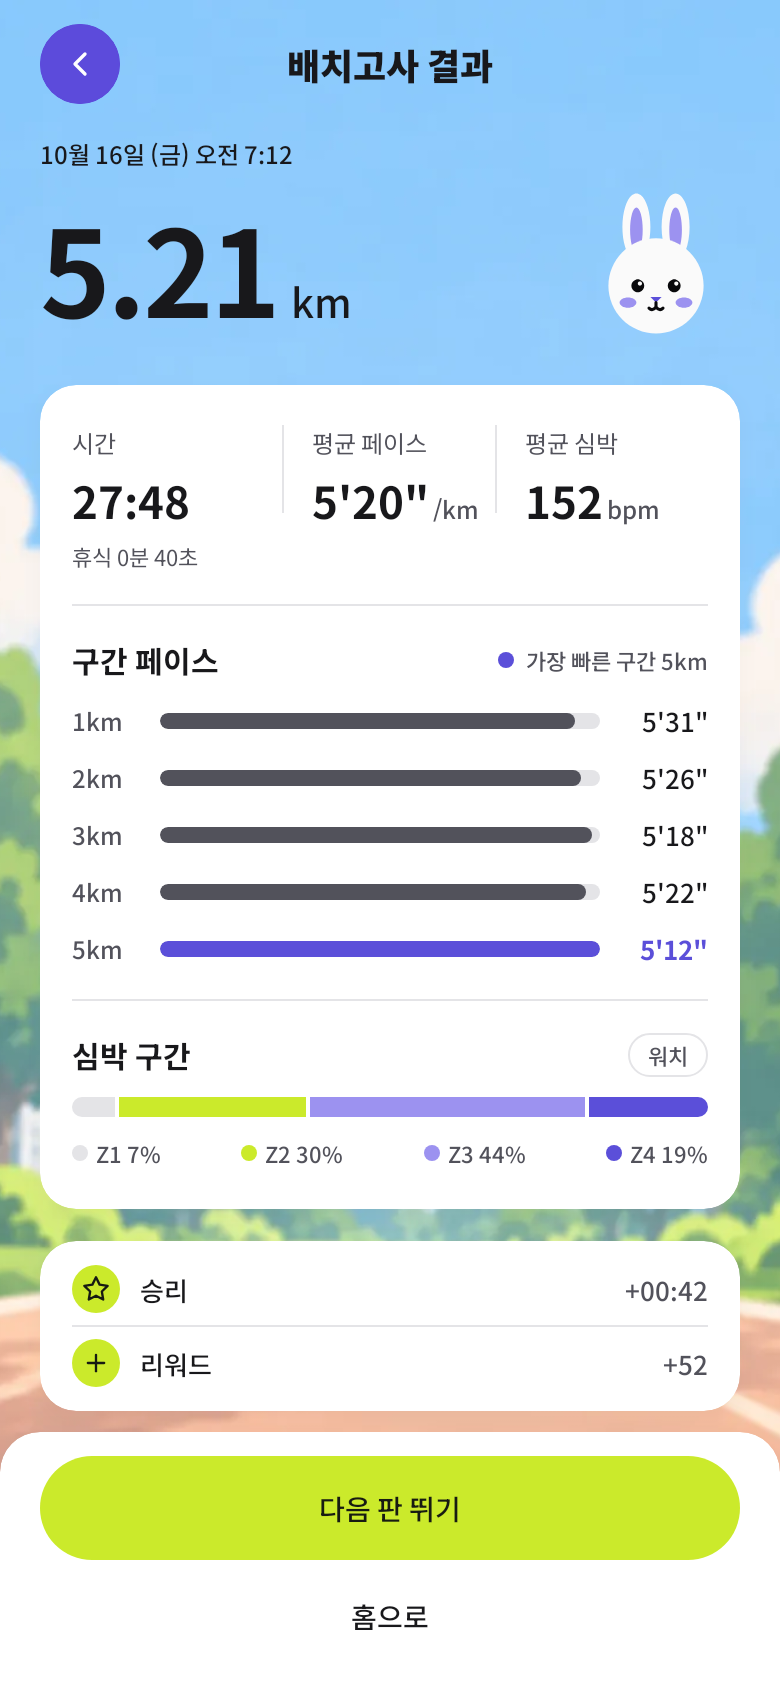 배치고사 결과
10월 16일 (금) 오전 7:12
5.21 km
시간
평균 페이스
평균 심박
27:48
5'20" /km
152 bpm
휴식 0분 40초
구간 페이스
가장 빠른 구간 5km
1km 5'31"
2km 5'26"
3km 5'18"
4km 5'22"
5km 5'12"
심박 구간
워치
Z1 7%
Z2 30%
Z3 44%
Z4 19%
승리 +00:42
리워드 +52
다음 판 뛰기
홈으로